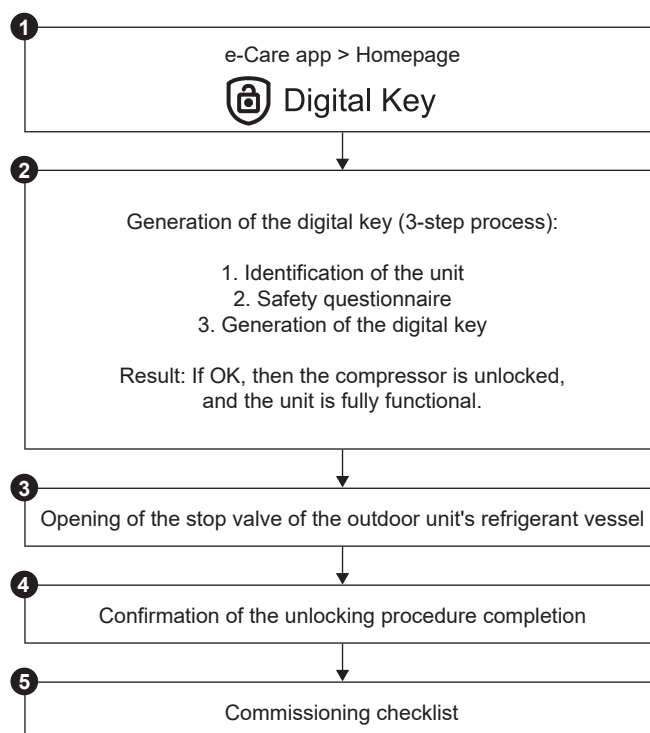 1
e-Care app > Homepage
Digital Key
2
Generation of the digital key (3-step process):
1. Identification of the unit
2. Safety questionnaire
3. Generation of the digital key
Result: If OK, then the compressor is unlocked,
and the unit is fully functional.
3
Opening of the stop valve of the outdoor unit's refrigerant vessel
4
Confirmation of the unlocking procedure completion
5
Commissioning checklist